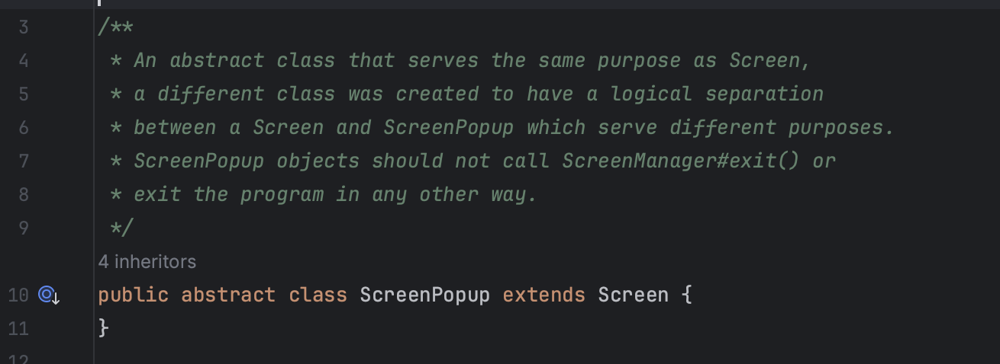 3 /**
4 * An abstract class that serves the same purpose as Screen,
5 * a different class was created to have a logical separation
6 * between a Screen and ScreenPopup which serve different purposes.
7 * ScreenPopup objects should not call ScreenManager#exit() or
8 * exit the program in any other way.
9 */
4 inheritors
10 public abstract class ScreenPopup extends Screen {
11 }
12